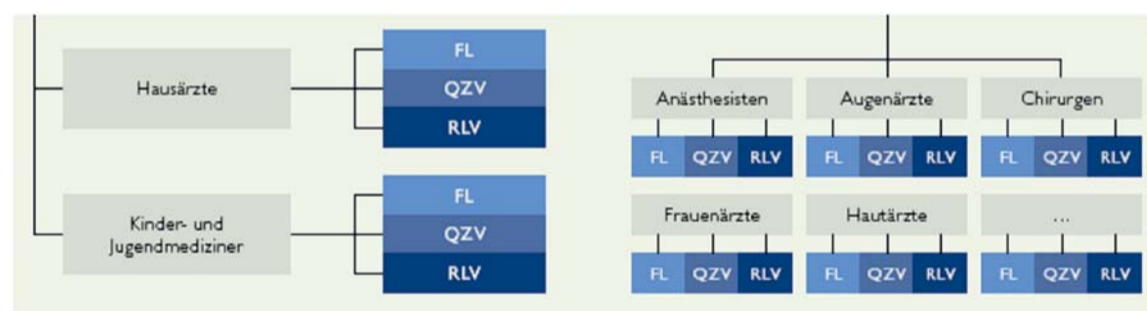 Hausärzte
FL
QZV
RLV
Kinder- und
Jugendmediziner
FL
QZV
RLV
Anästhesisten Augenärzte Chirurgen
FL QZV RLV FL QZV RLV FL QZV RLV
Frauenärzte Hautärzte ...
FL QZV RLV FL QZV RLV FL QZV RLV